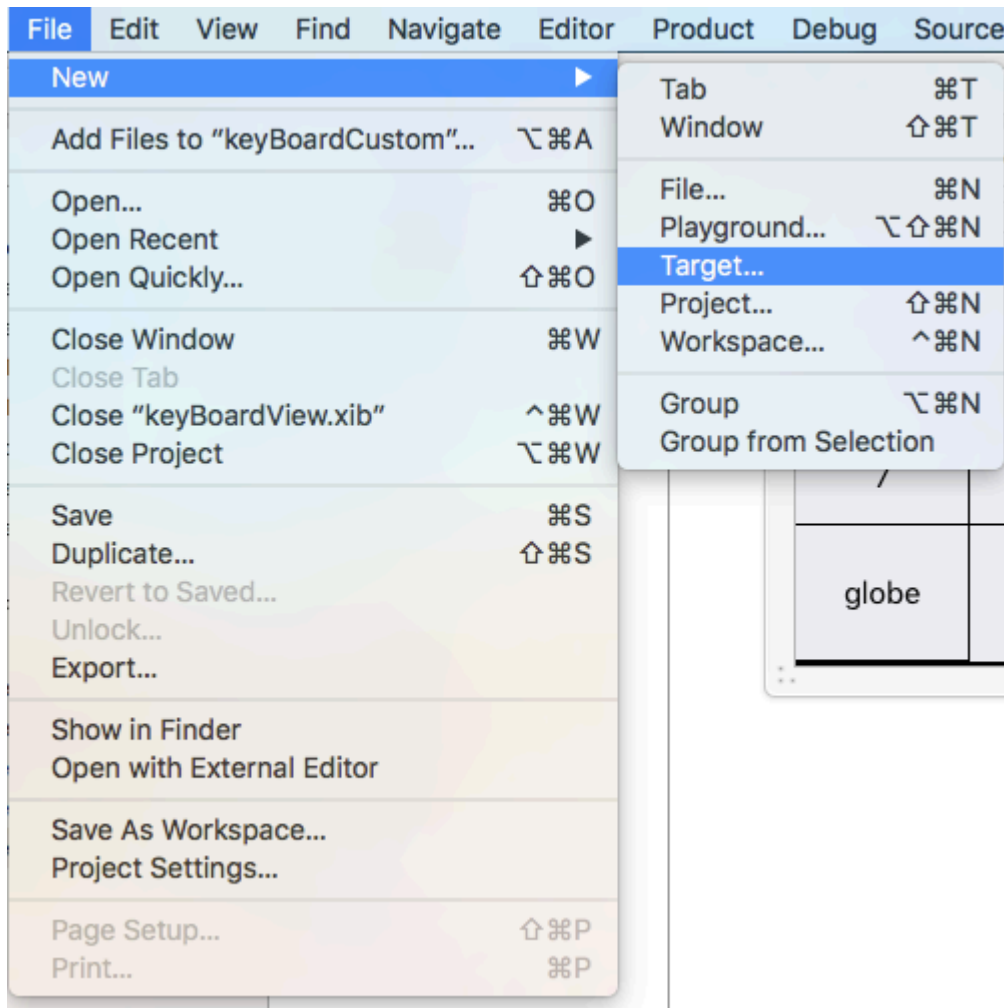 File Edit View Find Navigate Editor Product Debug Source
New ▶
Add Files to “keyBoardCustom”... ⌥⌘A
Open... ⌘O
Open Recent ▶
Open Quickly... ⇧⌘O
Close Window ⌘W
Close Tab
Close “keyBoardView.xib” ^⌘W
Close Project ⌥⌘W
Save ⌘S
Duplicate... ⇧⌘S
Revert to Saved...
Unlock...
Export...
Show in Finder
Open with External Editor
Save As Workspace...
Project Settings...
Page Setup... ⇧⌘P
Print... ⌘P
Tab ⌘T
Window ⇧⌘T
File... ⌘N
Playground... ⌥⇧⌘N
Target...
Project... ⇧⌘N
Workspace... ^⌘N
Group ⌥⌘N
Group from Selection
globe